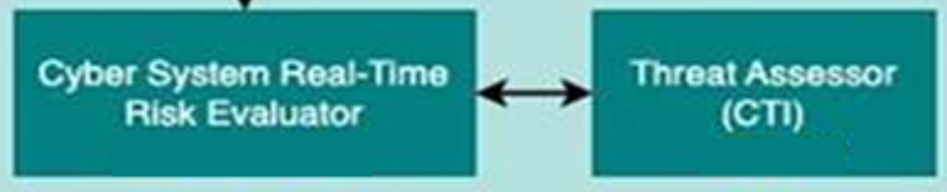 Cyber System Real-Time
Risk Evaluator
Threat Assessor
(CTI)